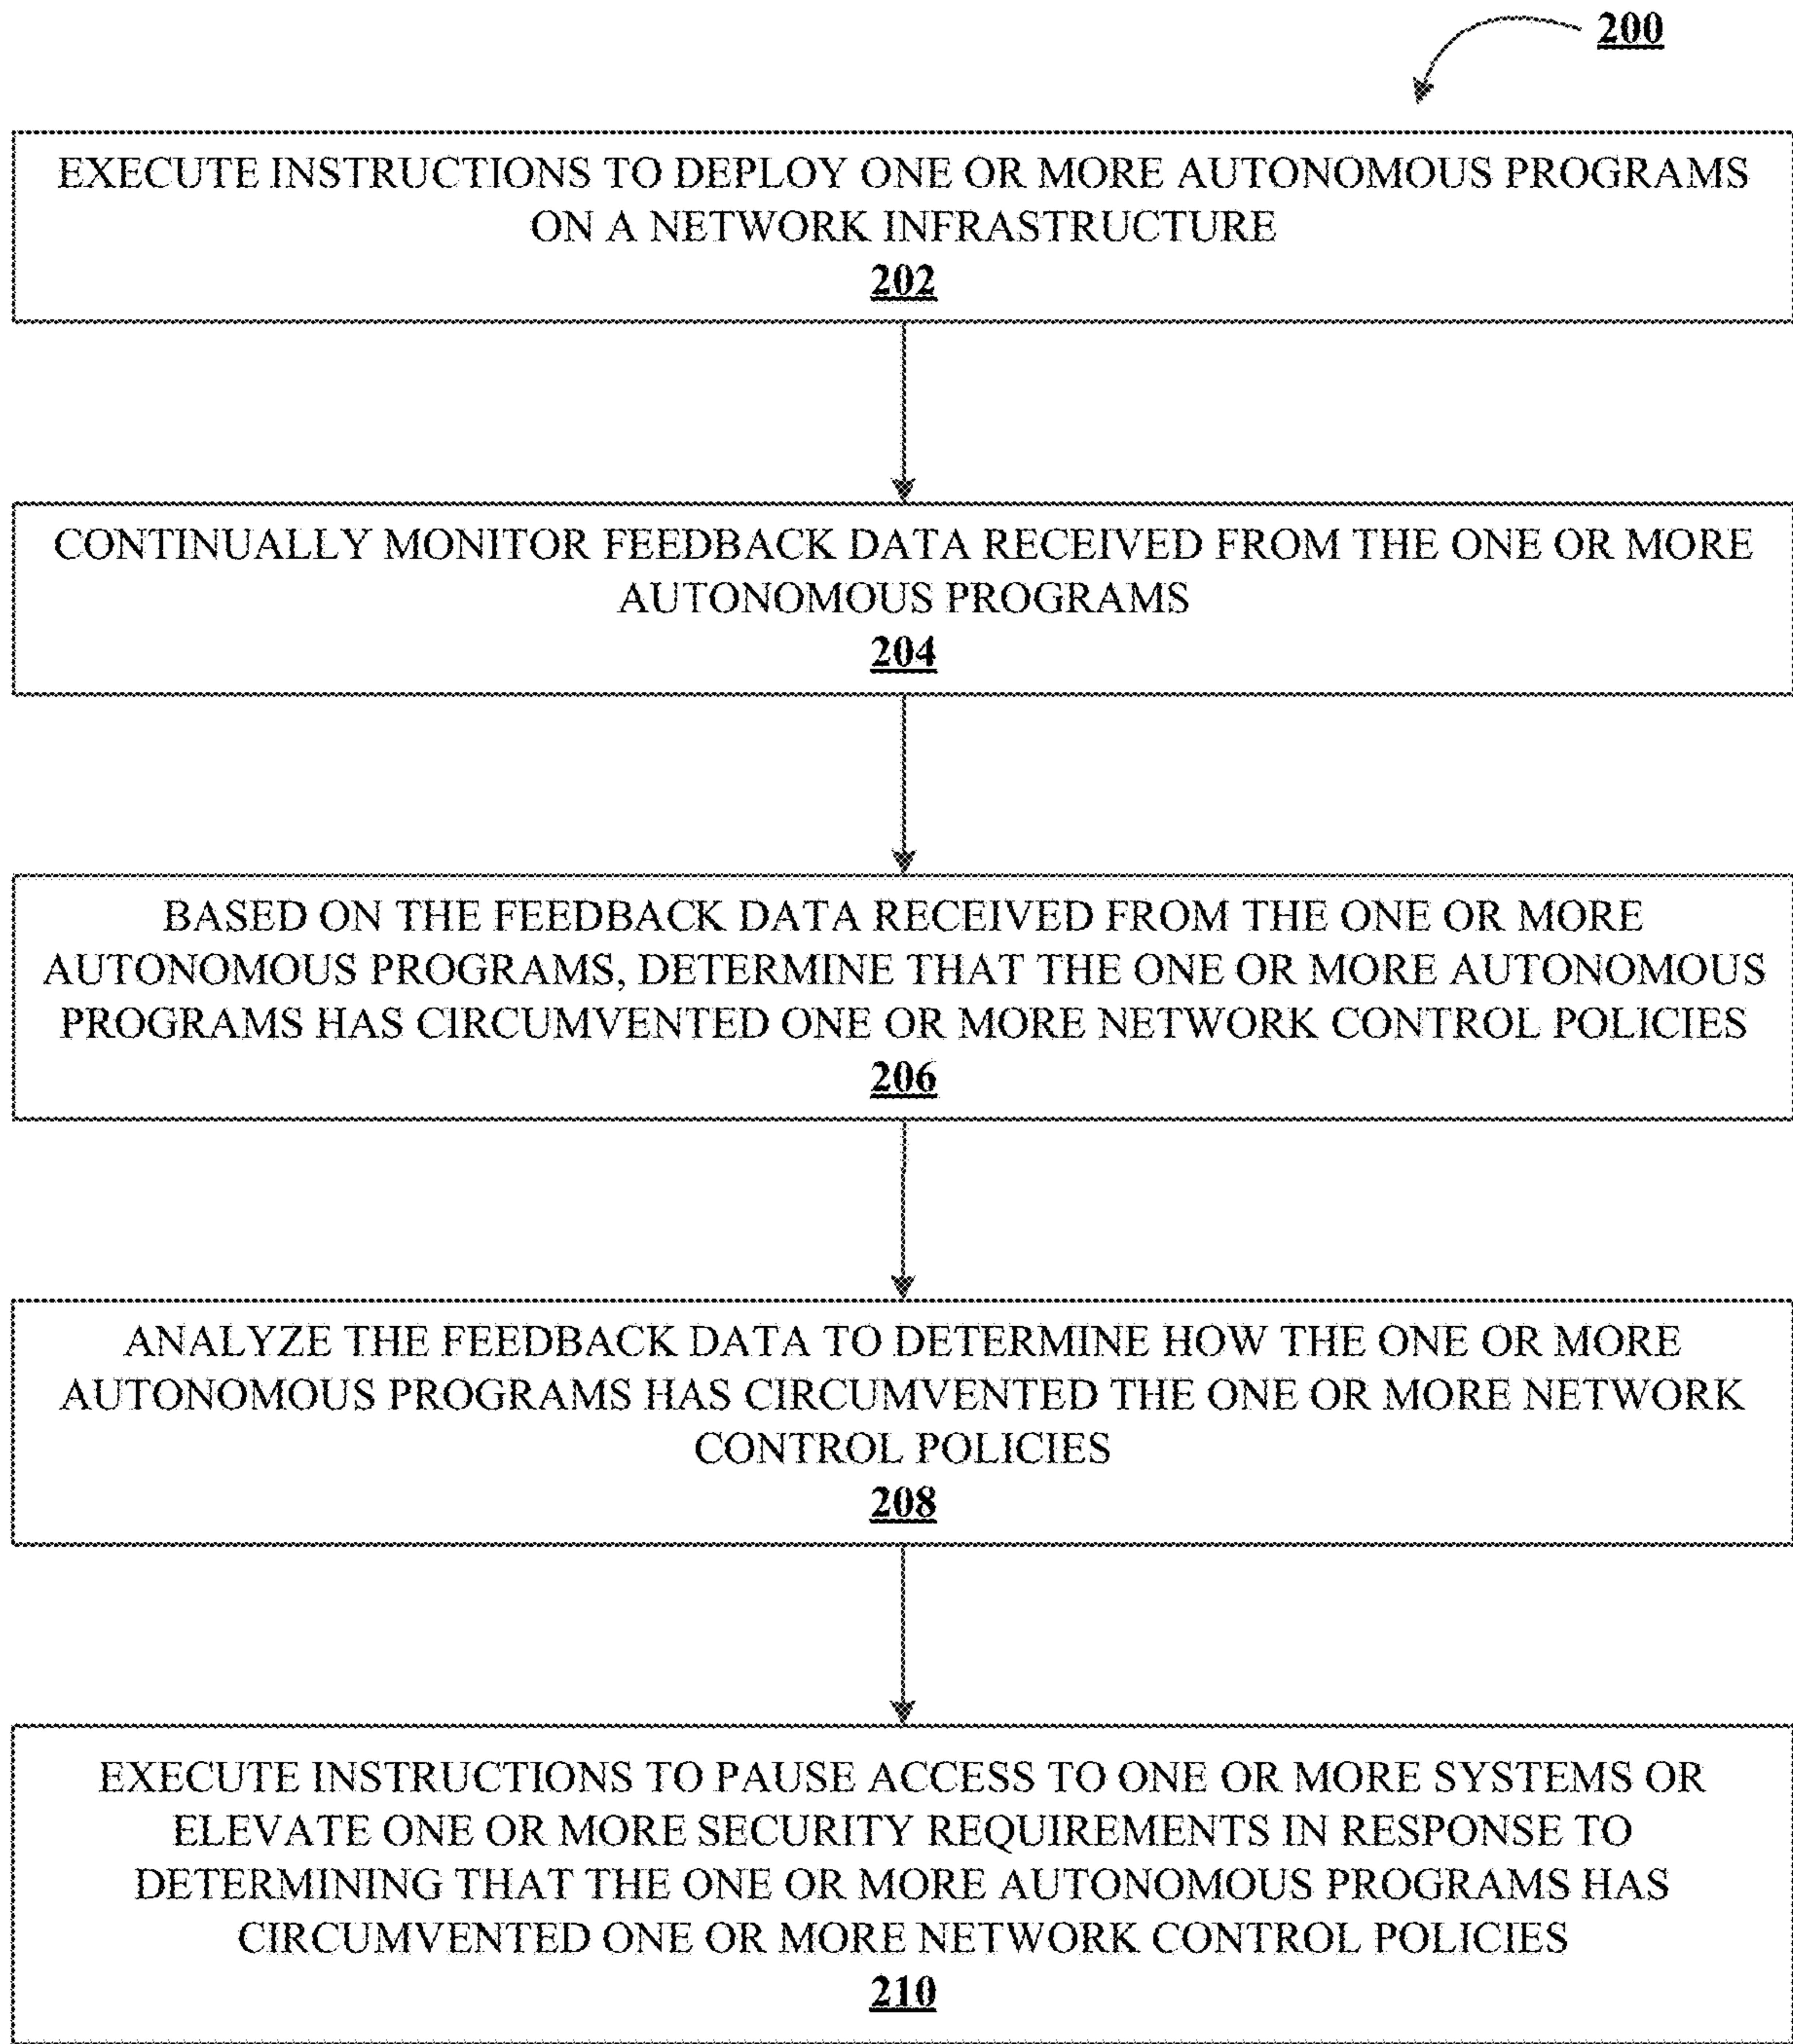 200
EXECUTE INSTRUCTIONS TO DEPLOY ONE OR MORE AUTONOMOUS PROGRAMS
ON A NETWORK INFRASTRUCTURE
202
CONTINUALLY MONITOR FEEDBACK DATA RECEIVED FROM THE ONE OR MORE
AUTONOMOUS PROGRAMS
204
BASED ON THE FEEDBACK DATA RECEIVED FROM THE ONE OR MORE
AUTONOMOUS PROGRAMS, DETERMINE THAT THE ONE OR MORE AUTONOMOUS
PROGRAMS HAS CIRCUMVENTED ONE OR MORE NETWORK CONTROL POLICIES
206
ANALYZE THE FEEDBACK DATA TO DETERMINE HOW THE ONE OR MORE
AUTONOMOUS PROGRAMS HAS CIRCUMVENTED THE ONE OR MORE NETWORK
CONTROL POLICIES
208
EXECUTE INSTRUCTIONS TO PAUSE ACCESS TO ONE OR MORE SYSTEMS OR
ELEVATE ONE OR MORE SECURITY REQUIREMENTS IN RESPONSE TO
DETERMINING THAT THE ONE OR MORE AUTONOMOUS PROGRAMS HAS
CIRCUMVENTED ONE OR MORE NETWORK CONTROL POLICIES
210